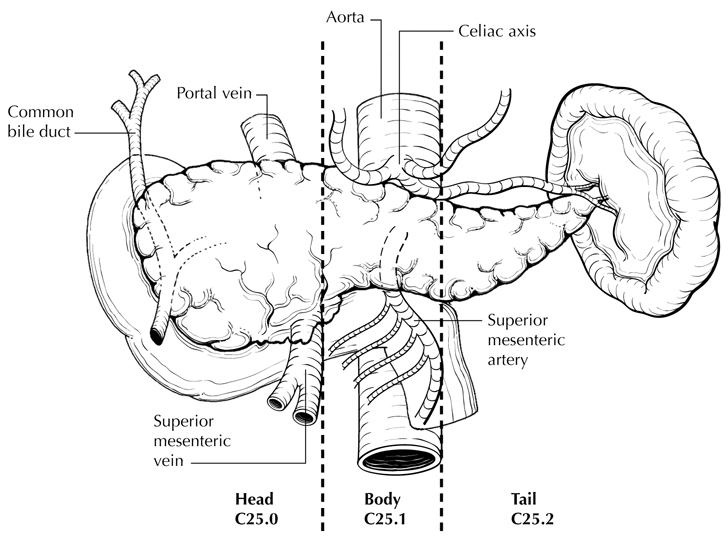 Aorta
Celiac axis
Portal vein
Common
bile duct
Superior
mesenteric
artery
Superior
mesenteric
vein
Head
C25.0
Body
C25.1
Tail
C25.2